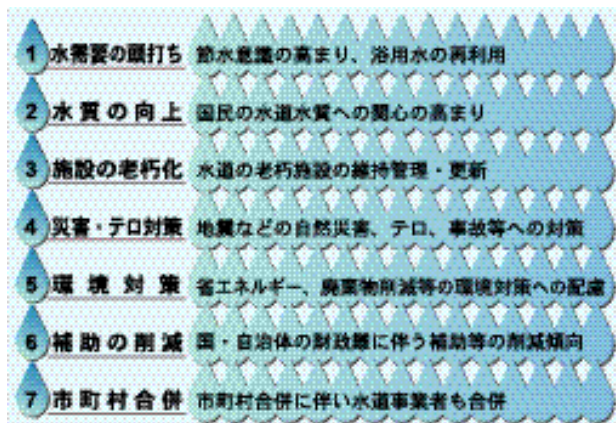 1 水需要の頭打ち 節水意識の高まり、浴用水の再利用
2 水質の向上 国民の水道水質への関心の高まり
3 施設の老朽化 水道の老朽施設の維持管理・更新
4 災害・テロ対策 地震などの自然災害、テロ、事故等への対策
5 環境対策 省エネルギー、廃棄物削減等の環境対策への配慮
6 補助の削減 国・自治体の財政難に伴う補助等の削減傾向
7 市町村合併 市町村合併に伴い水道事業者も合併